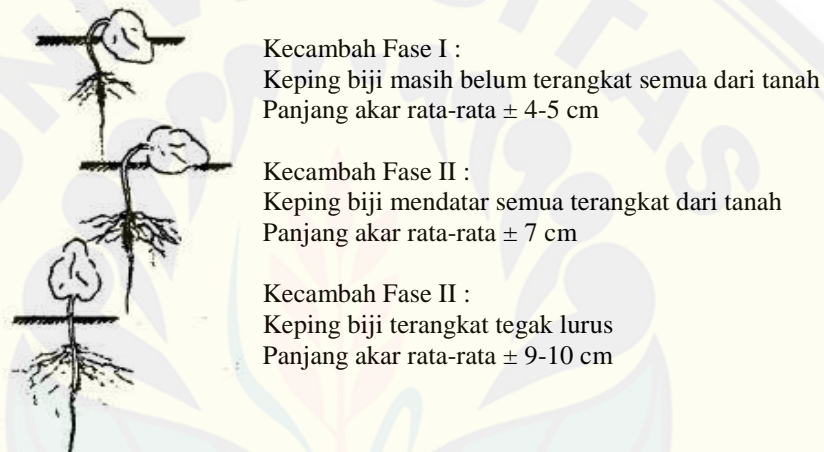 Kecambah Fase I :
Keping biji masih belum terangkat semua dari tanah
Panjang akar rata-rata ± 4-5 cm
Kecambah Fase II :
Keping biji mendatar semua terangkat dari tanah
Panjang akar rata-rata ± 7 cm
Kecambah Fase II :
Keping biji terangkat tegak lurus
Panjang akar rata-rata ± 9-10 cm